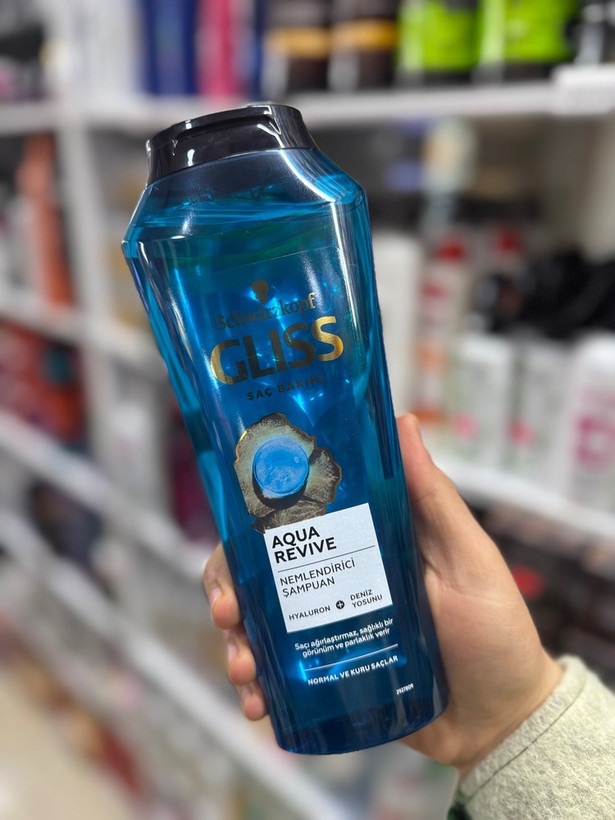 Schwarzkopf
GLISS
SAÇ BAKIMI
AQUA
REVIVE
NEMLENDİRİCİ
ŞAMPUAN
HYALURON + DENİZ
YOSUNU
Saçı ağırlaştırmaz, sağlıklı bir
görünüm ve parlaklık verir
NORMAL VE KURU SAÇLAR